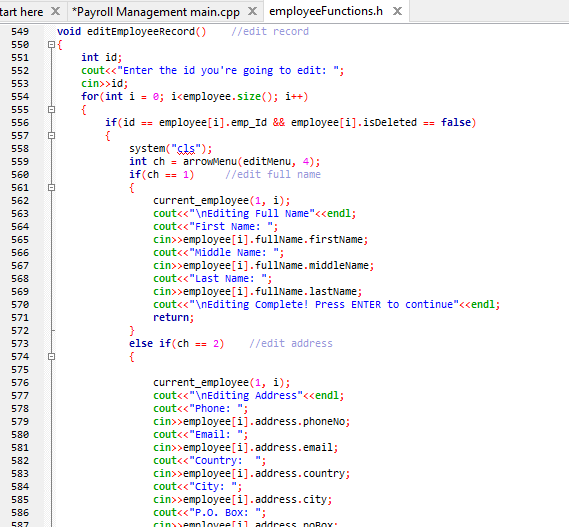 tart here X *Payroll Management main.cpp X employeeFunctions.h X
549 void editEmployeeRecord() //edit record
550 {
551 int id;
552 cout<<"Enter the id you're going to edit: ";
553 cin>>id;
554 for(int i = 0; i<employee.size(); i++)
555 {
556 if(id == employee[i].emp_Id && employee[i].isDeleted == false)
557 {
558 system("cls");
559 int ch = arrowMenu(editMenu, 4);
560 if(ch == 1) //edit full name
561 {
562 current_employee(1, i);
563 cout<<"\nEditing Full Name"<<endl;
564 cout<<"First Name: ";
565 cin>>employee[i].fullName.firstName;
566 cout<<"Middle Name: ";
567 cin>>employee[i].fullName.middleName;
568 cout<<"Last Name: ";
569 cin>>employee[i].fullName.lastName;
570 cout<<"\nEditing Complete! Press ENTER to continue"<<endl;
571 return;
572 }
573 else if(ch == 2) //edit address
574 {
575
576 current_employee(1, i);
577 cout<<"\nEditing Address"<<endl;
578 cout<<"Phone: ";
579 cin>>employee[i].address.phoneNo;
580 cout<<"Email: ";
581 cin>>employee[i].address.email;
582 cout<<"Country:  ";
583 cin>>employee[i].address.country;
584 cout<<"City: ";
585 cin>>employee[i].address.city;
586 cout<<"P.O. Box: ";
587 cin>>employee[i].address.poBox;